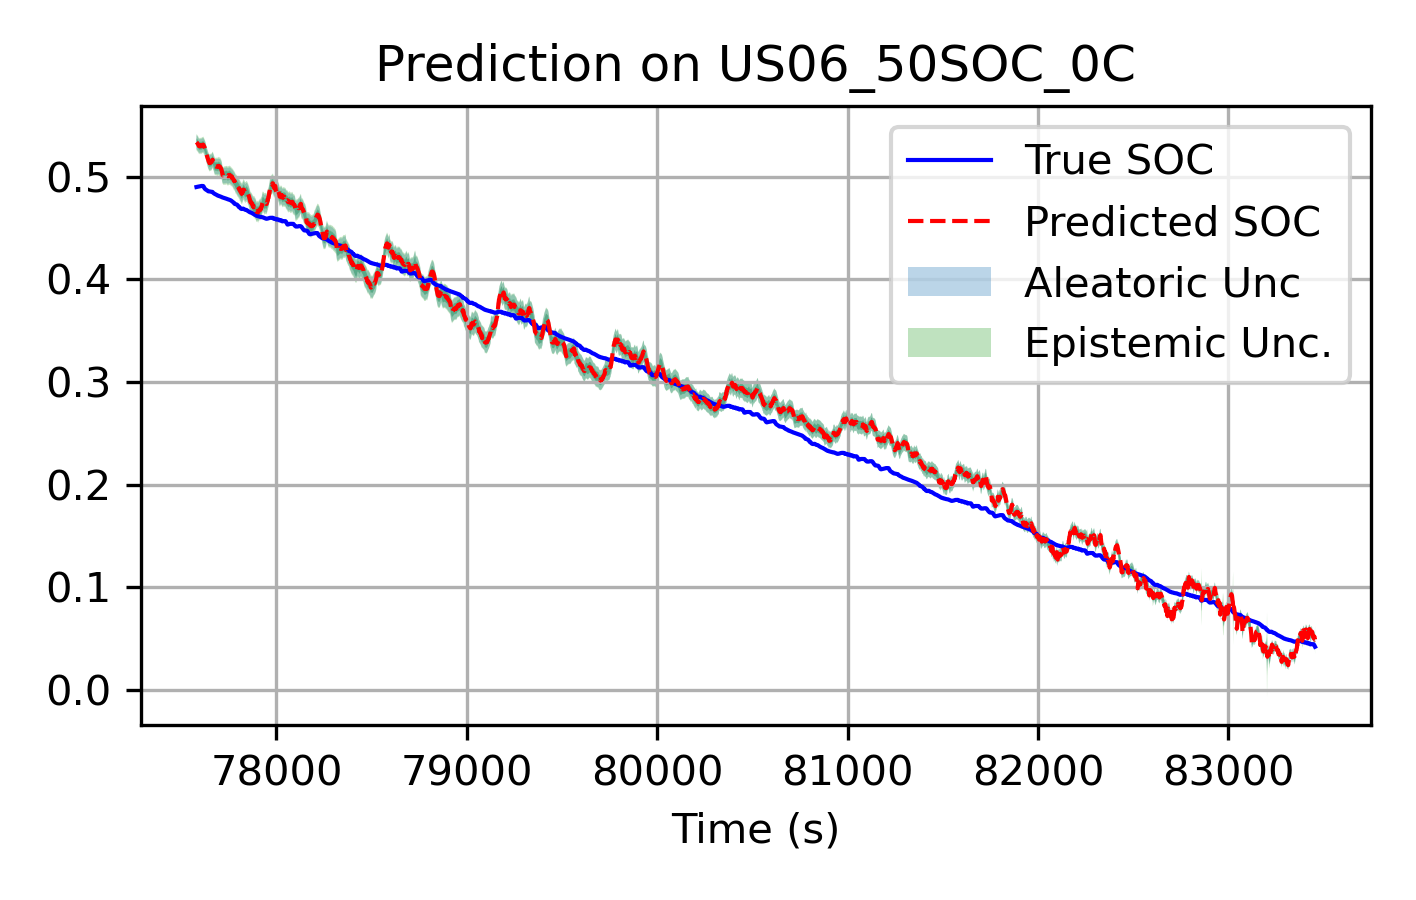 Prediction on US06_50SOC_0C
True SOC
Predicted SOC
Aleatoric Unc
Epistemic Unc.
0.5
0.4
0.3
0.2
0.1
0.0
78000 79000 80000 81000 82000 83000
Time (s)